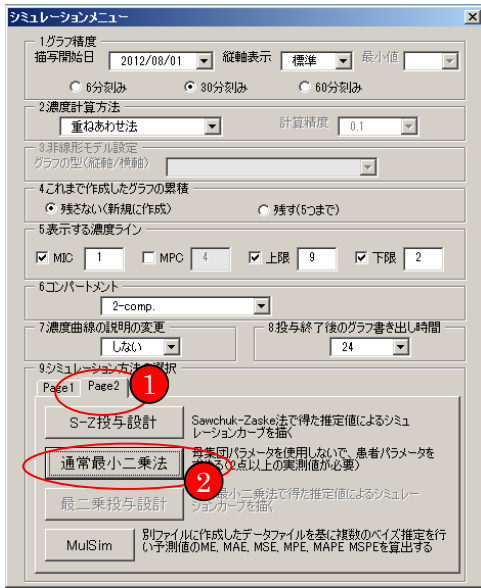 シミュレーションメニュー
1グラフ精度
描写開始日 2012/08/01 縦軸表示 標準 最小値
6分刻み 30分刻み 60分刻み
2濃度計算方法
重ねあわせ法 計算精度 0.1
3非線形モデル設定
グラフの型(縦軸/横軸)
4これまで作成したグラフの累積
残さない(新規に作成) 残す(5つまで)
5表示する濃度ライン
MIC 1 MPC 4 上限 9 下限 2
6コンパートメント
2-comp.
7濃度曲線の説明の変更 8投与終了後のグラフ書き出し時間
しない 24
9シミュレーション方法の選択
Page1 Page2 1
S-Z投与設計 Sawchuk-Zaske法で得た推定値によるシミュ
レーションカーブを描く
通常最小二乗法 母集団パラメータを使用しないで、患者パラメータを
2点以上の実測値が必要)
2
最二乗投与設計 最小二乗法で得た推定値によるシミュレー
ションカーブを描く
MulSim 別ファイルに作成したデータファイルを基に複数のベイズ推定を行
い予測値のME, MAE, MSE, MPE, MAPE MSPEを算出する